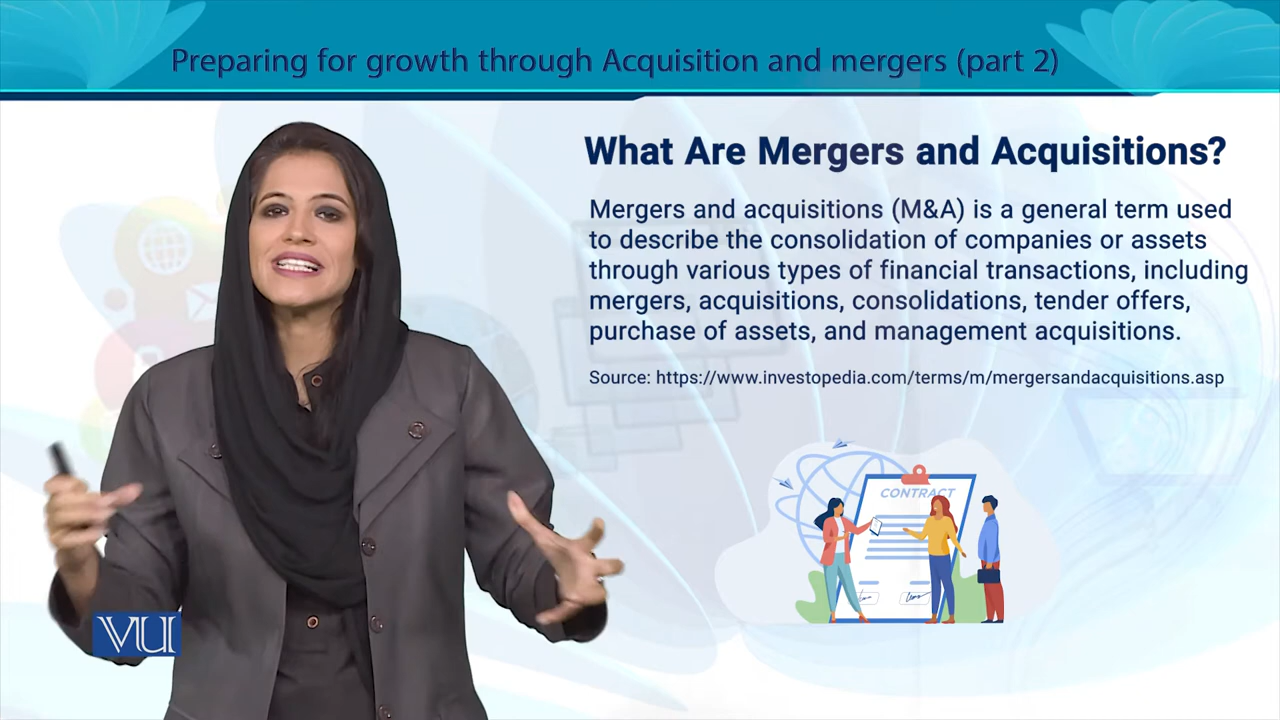 Preparing for growth through Acquisition and mergers (part 2)
What Are Mergers and Acquisitions?
Mergers and acquisitions (M&A) is a general term used
to describe the consolidation of companies or assets
through various types of financial transactions, including
mergers, acquisitions, consolidations, tender offers,
purchase of assets, and management acquisitions.
Source: https://www.investopedia.com/terms/m/mergersandacquisitions.asp
CONTRACT
VU